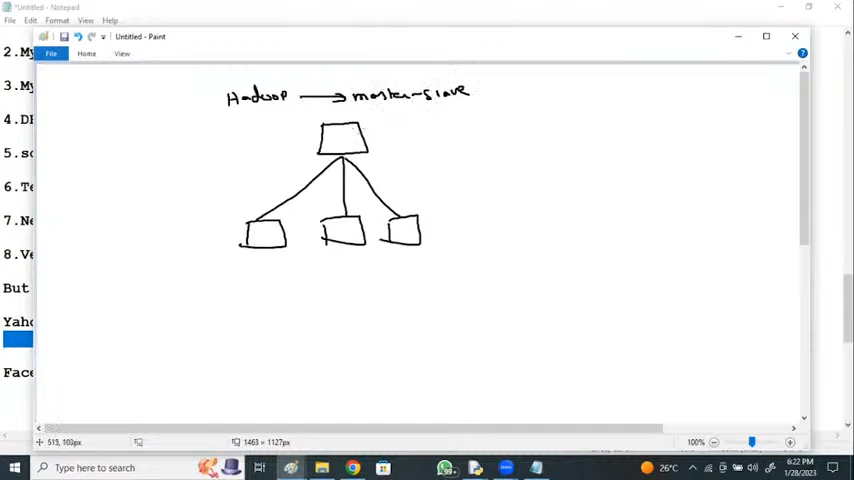 *Untitled - Notepad
File Edit Format View Help
Untitled - Paint
File Home View
Hadoop → master-slave
2.My
3.My
4.
5.
6.Te
7.Ne
8.Ve
But
Yaho
Face
515, 103px
1463 × 1127px
100%
Type here to search
99+
26°C
6:22 PM
1/28/2023